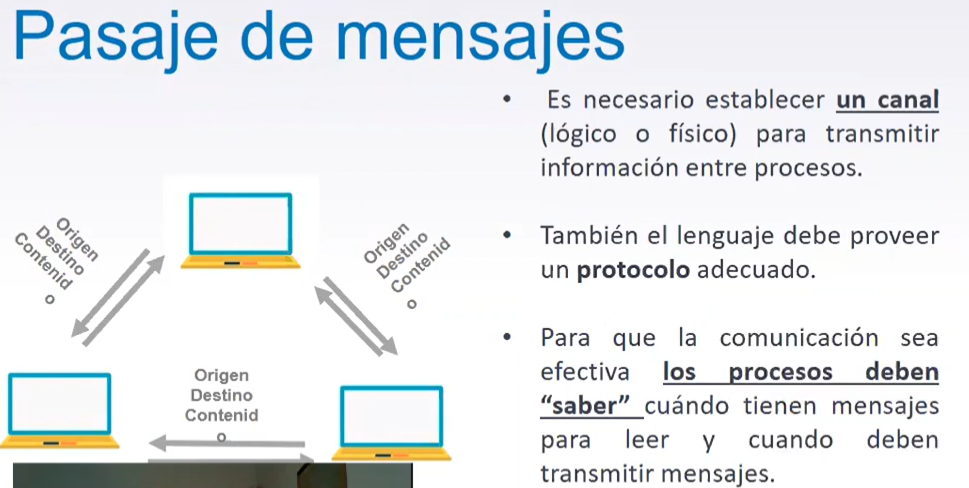 Pasaje de mensajes
• Es necesario establecer un canal
(lógico o físico) para transmitir
información entre procesos.
• También el lenguaje debe proveer
un protocolo adecuado.
• Para que la comunicación sea
efectiva los procesos deben
“saber” cuándo tienen mensajes
para leer y cuando deben
transmitir mensajes.
Origen
Destino
Contenid
o
Origen
Destino
Contenid
o
Origen
Destino
Contenid
o